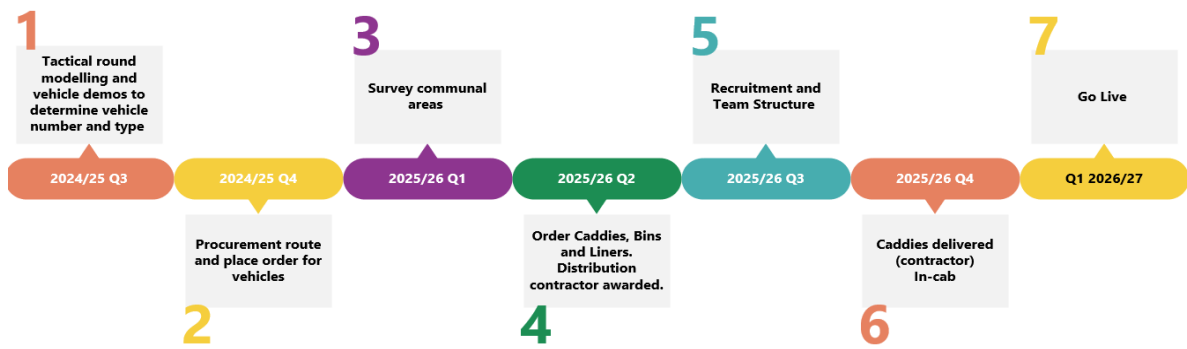 1
Tactical round
modelling and
vehicle demos to
determine vehicle
number and type
2024/25 Q3
2024/25 Q4
Procurement route
and place order for
vehicles
2
3
Survey communal
areas
2025/26 Q1
2025/26 Q2
Order Caddies, Bins
and Liners.
Distribution
contractor awarded.
4
5
Recruitment and
Team Structure
2025/26 Q3
2025/26 Q4
Caddies delivered
(contractor)
In-cab
6
7
Go Live
Q1 2026/27